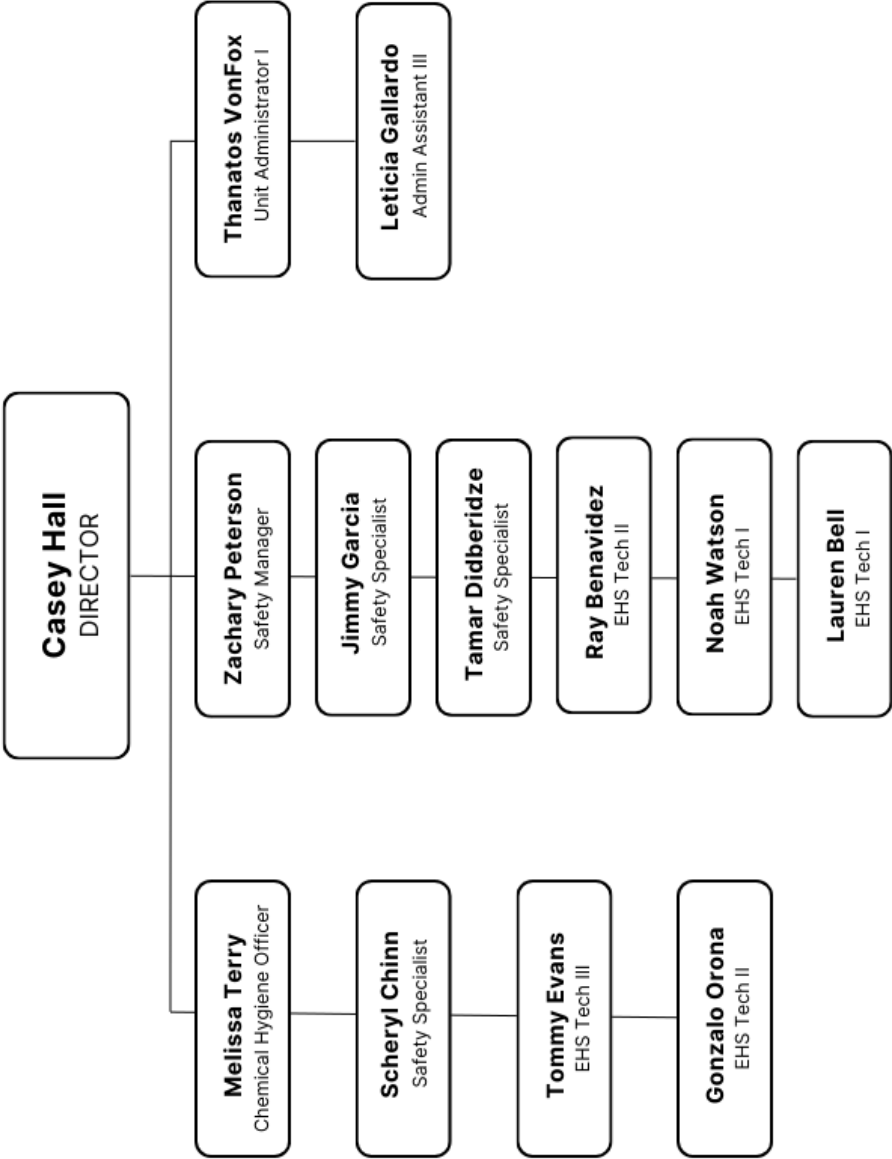 Casey Hall
DIRECTOR
Melissa Terry
Chemical Hygiene Officer
Scheryl Chinn
Safety Specialist
Tommy Evans
EHS Tech III
Gonzalo Orona
EHS Tech II
Zachary Peterson
Safety Manager
Jimmy Garcia
Safety Specialist
Tamar Didberidze
Safety Specialist
Ray Benavidez
EHS Tech II
Noah Watson
EHS Tech I
Lauren Bell
EHS Tech I
Thanatos VonFox
Unit Administrator I
Leticia Gallardo
Admin Assistant III